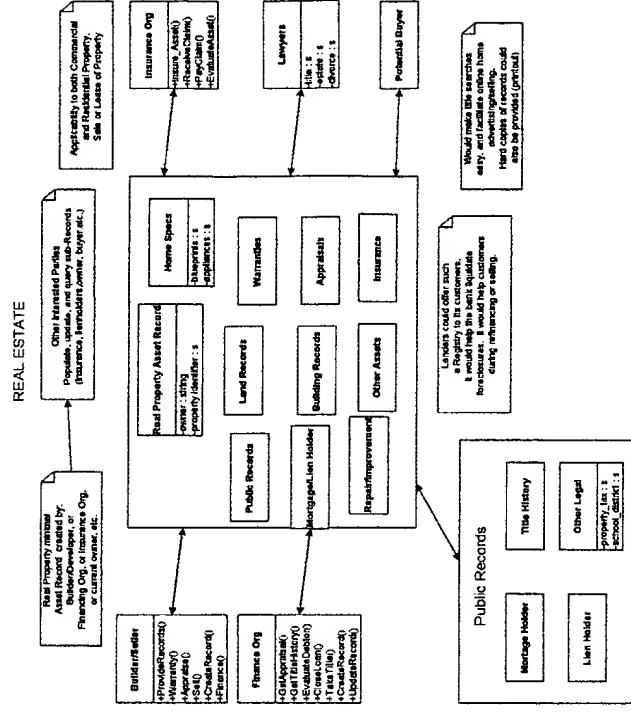 REAL ESTATE
Real Property minimal
Asset Record created by:
Builder/Developer, or
Financing Org, or Insurance Org,
or current owner, etc.
Other Interested Parties
Populate, update, and query sub-Records
(insurance, lienholders, owner, buyer, etc.)
Applicability to both Commercial
and Residential Property,
Sale or Lease of Property
Builder/Seller
+ProvideRecords()
+Warranty()
+Appraise()
+Sell()
+CreateRecord()
+Finance()
Finance Org
+GetAppraisal()
+GetTitleHistory()
+CloseLoan()
+TakeTitle()
+CreateRecord()
+UpdateRecord()
Real Property Asset Record
-owner : string
-property identifier : s
Home Specs
-blueprints : s
-appliances : s
Public Records
Land Records
Warranties
Mortgage/Lien Holder
Building Records
Appraisals
Repair/Improvement
Other Assets
Insurance
Insurance Org
+Insure_Asset()
+ReceiveClaim()
+PayClaim()
+EvaluateAsset()
Lawyers
-title : s
-estate : s
-divorce : s
Potential Buyer
Public Records
Mortage Holder
Title History
Lien Holder
Other Legal
-property_tax : s
-school_district : s
Lenders could offer such
a Registry to its customers.
It would help the bank liquidate
foreclosures. It would help customers
during refinancing or selling.
Would make title searches
easy, and facilitate online home
advertising/selling.
Hard copies of records could
also be provided (printout)